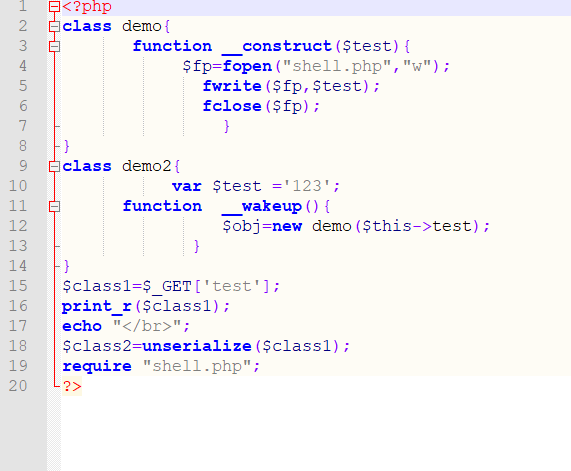 1 <?php
2 class demo{
3 function __construct($test){
4 $fp=fopen("shell.php","w");
5 fwrite($fp,$test);
6 fclose($fp);
7 }
8 }
9 class demo2{
10 var $test ='123';
11 function __wakeup(){
12 $obj=new demo($this->test);
13 }
14 }
15 $class1=$_GET['test'];
16 print_r($class1);
17 echo "</br>";
18 $class2=unserialize($class1);
19 require "shell.php";
20 ?>